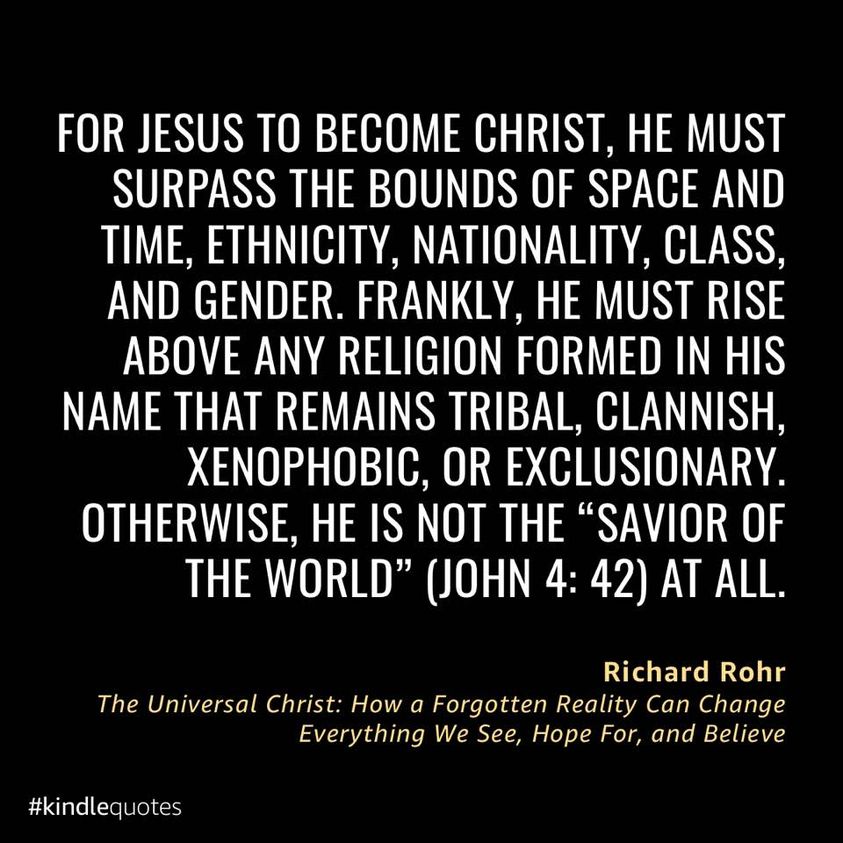 FOR JESUS TO BECOME CHRIST, HE MUST
SURPASS THE BOUNDS OF SPACE AND
TIME, ETHNICITY, NATIONALITY, CLASS,
AND GENDER. FRANKLY, HE MUST RISE
ABOVE ANY RELIGION FORMED IN HIS
NAME THAT REMAINS TRIBAL, CLANNISH,
XENOPHOBIC, OR EXCLUSIONARY.
OTHERWISE, HE IS NOT THE “SAVIOR OF
THE WORLD” (JOHN 4: 42) AT ALL.
Richard Rohr
The Universal Christ: How a Forgotten Reality Can Change
Everything We See, Hope For, and Believe
#kindlequotes